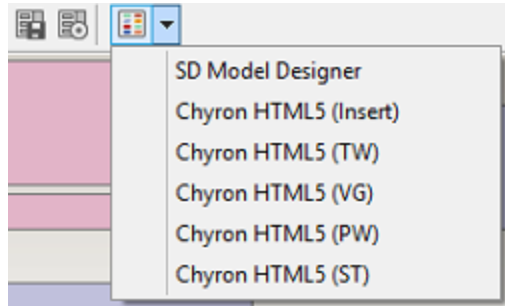 SD Model Designer
Chyron HTML5 (Insert)
Chyron HTML5 (TW)
Chyron HTML5 (VG)
Chyron HTML5 (PW)
Chyron HTML5 (ST)